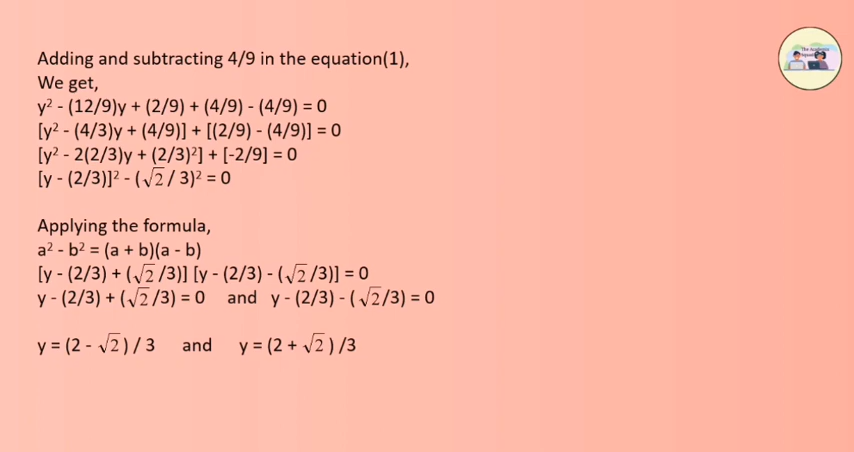 Adding and subtracting 4/9 in the equation(1),
We get,
y² - (12/9)y + (2/9) + (4/9) - (4/9) = 0
[y² - (4/3)y + (4/9)] + [(2/9) - (4/9)] = 0
[y² - 2(2/3)y + (2/3)²] + [-2/9] = 0
[y - (2/3)]² - (√2 / 3)² = 0
Applying the formula,
a² - b² = (a + b)(a - b)
[y - (2/3) + (√2 /3)] [y - (2/3) - (√2 /3)] = 0
y - (2/3) + (√2 /3) = 0 and y - (2/3) - (√2 /3) = 0
y = (2 - √2 ) / 3 and y = (2 + √2 ) /3